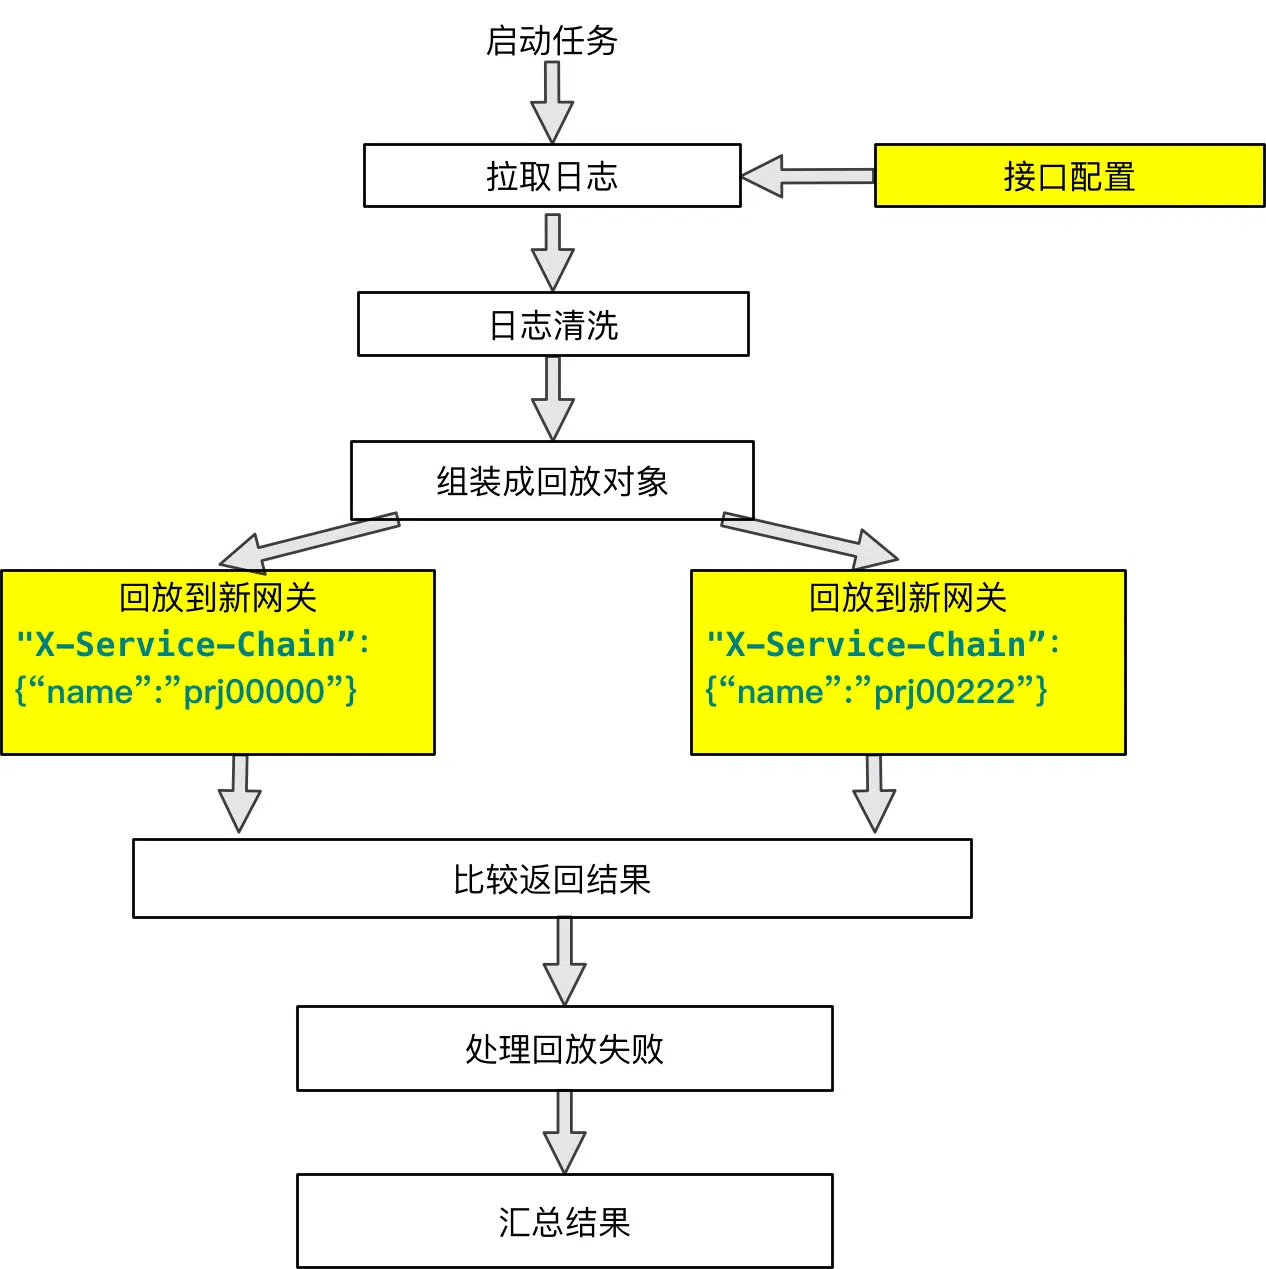 启动任务
拉取日志
接口配置
日志清洗
组装成回放对象
回放到新网关
"X-Service-Chain”:
{“name”:”prj00000”}
回放到新网关
"X-Service-Chain”:
{“name”:”prj00222”}
比较返回结果
处理回放失败
汇总结果